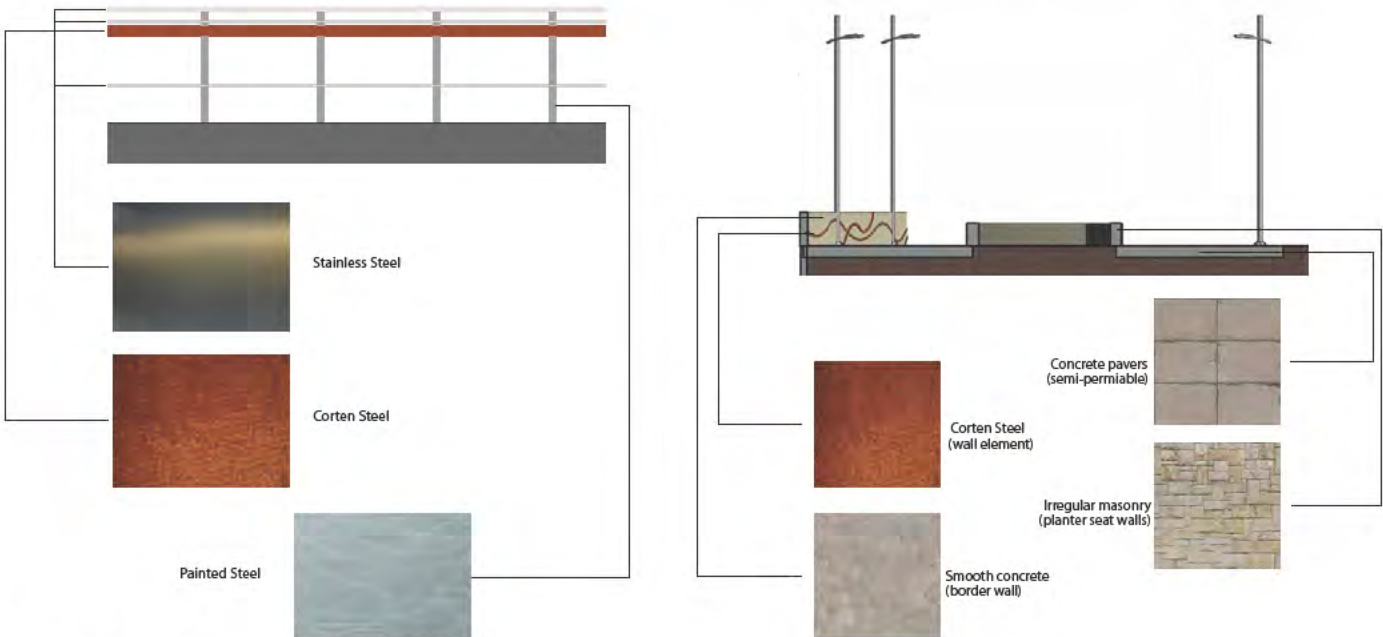 Stainless Steel
Corten Steel
Painted Steel
Concrete pavers
(semi-permiable)
Corten Steel
(wall element)
Irregular masonry
(planter seat walls)
Smooth concrete
(border wall)